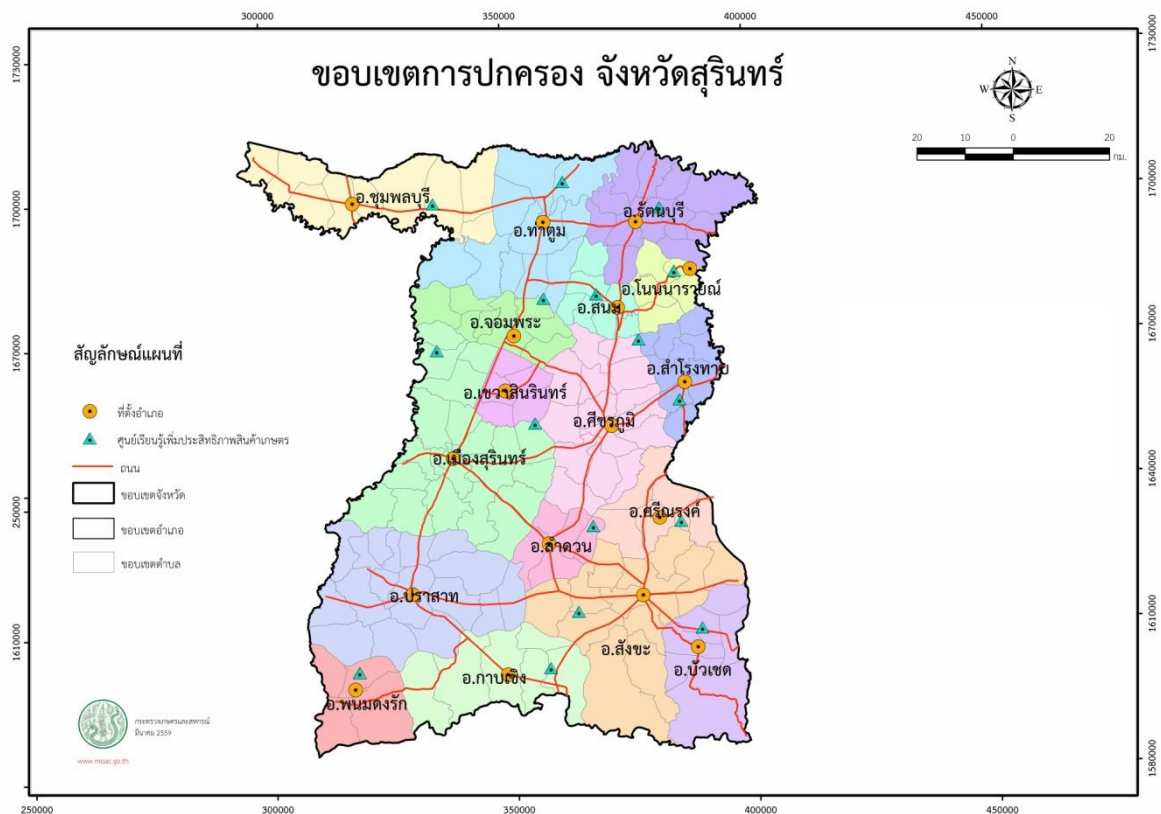 300000 350000 400000 450000
1730000
1700000
1670000
250000
1610000
1730000
1700000
1670000
1640000
1610000
1580000
ขอบเขตการปกครอง จังหวัดสุรินทร์
N
W E
S
20 10 0 20
กม.
อ.ชุมพลบุรี
อ.ท่าตูม
อ.รัตนบุรี
อ.โนนนารายณ์
อ.สนม
อ.จอมพระ
อ.สำโรงทาบ
อ.เขวาสินรินทร์
อ.ศีขรภูมิ
อ.เมืองสุรินทร์
อ.ศรีณรงค์
อ.ลำดวน
อ.ปราสาท
อ.สังขะ
อ.บัวเชด
อ.กาบเชิง
อ.พนมดงรัก
สัญลักษณ์แผนที่
ที่ตั้งอำเภอ
ศูนย์เรียนรู้เพิ่มประสิทธิภาพสินค้าเกษตร
ถนน
ขอบเขตจังหวัด
ขอบเขตอำเภอ
ขอบเขตตำบล
กระทรวงเกษตรและสหกรณ์
มีนาคม 2559
www.moac.go.th
250000 300000 350000 400000 450000